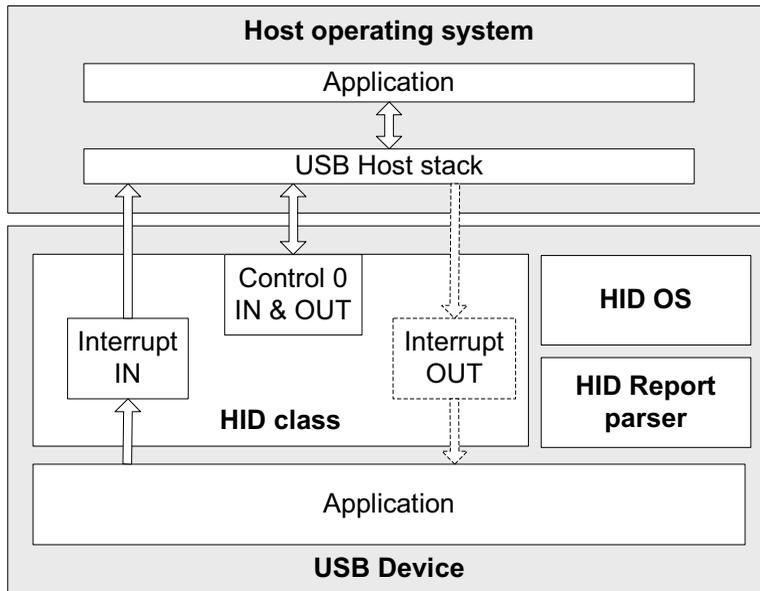 Host operating system
Application
USB Host stack
Control 0
IN & OUT
HID OS
Interrupt
IN
Interrupt
OUT
HID Report
parser
HID class
Application
USB Device